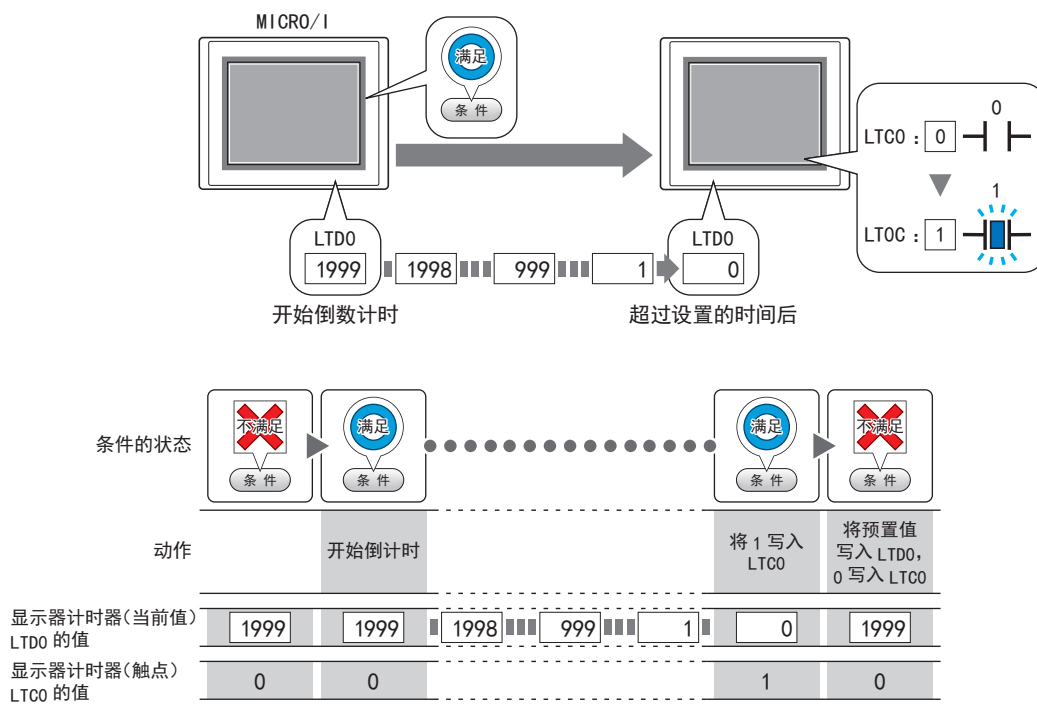 MICRO/I
满足
条 件
0
LTC0 : 0
1
LTOC : 1
LTD0
1999
1998
999
1
LTD0
0
开始倒数计时
超过设置的时间后
条件的状态
不满足
条 件
满足
条 件
满足
条 件
不满足
条 件
动作
开始倒计时
将 1 写入
LTC0
将预置值
写入 LTD0，
0 写入 LTC0
显示器计时器（当前值）
LTD0 的值
1999
1999
1998
999
1
0
1999
显示器计时器（触点）
LTC0 的值
0
0
1
0